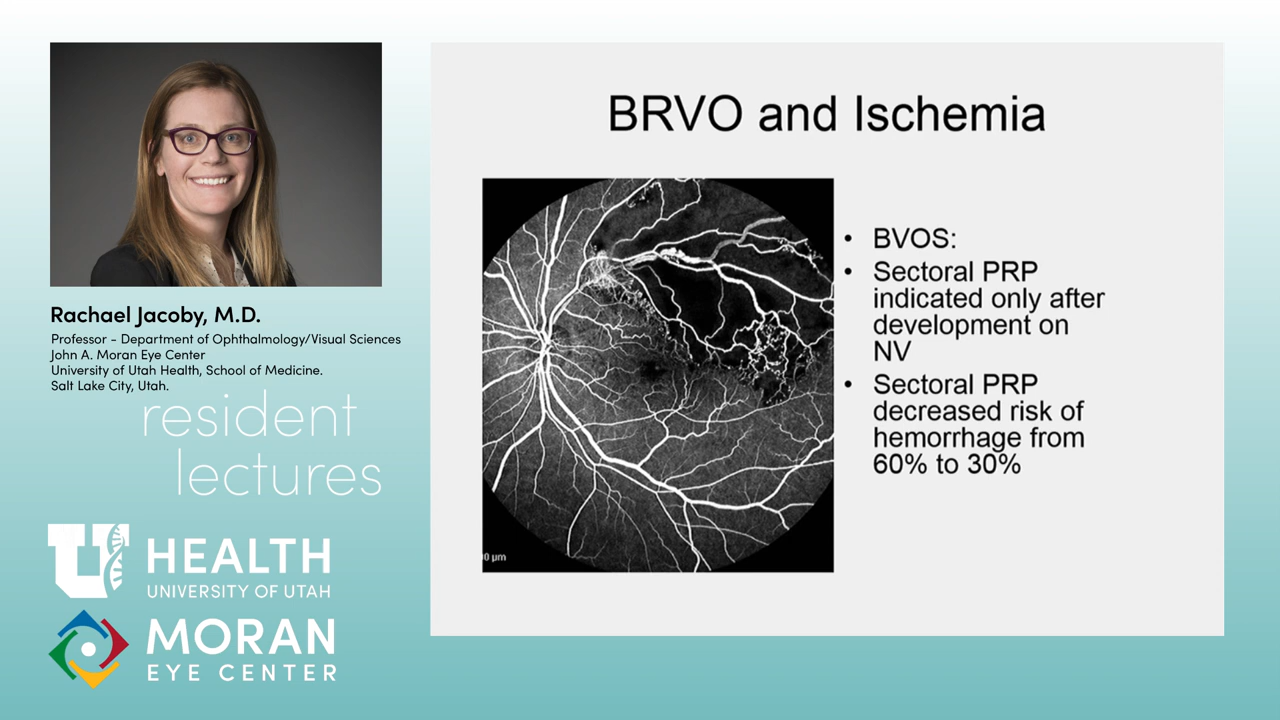 Rachael Jacoby, M.D.
Professor - Department of Ophthalmology/Visual Sciences
John A. Moran Eye Center
University of Utah Health, School of Medicine.
Salt Lake City, Utah.
resident
lectures
U HEALTH
UNIVERSITY OF UTAH
MORAN
EYE CENTER
BRVO and Ischemia
• BVOS:
• Sectoral PRP
indicated only after
development on
NV
• Sectoral PRP
decreased risk of
hemorrhage from
60% to 30%
0 µm